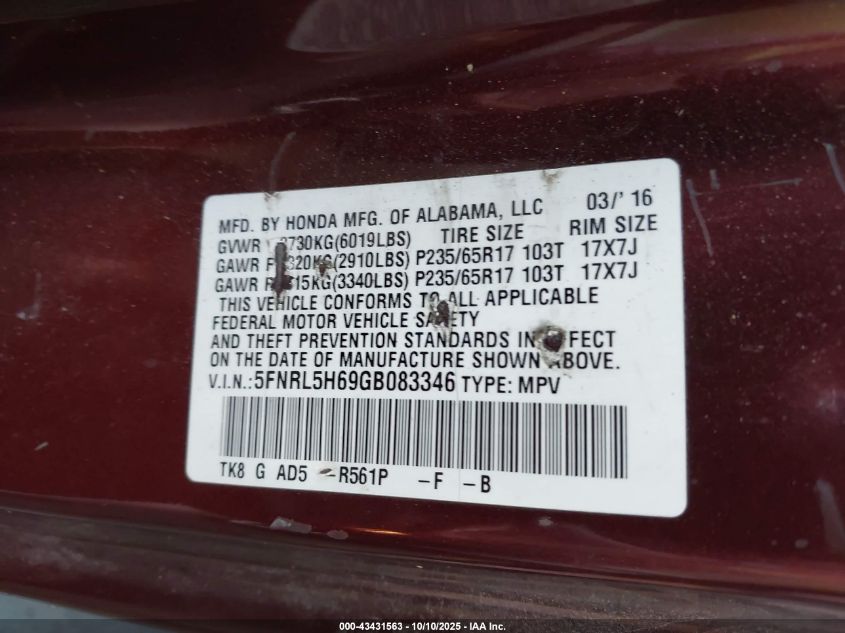 MFD. BY HONDA MFG. OF ALABAMA, LLC 03/'16
GVWR 2730KG(6019LBS) TIRE SIZE RIM SIZE
GAWR F 1320KG(2910LBS) P235/65R17 103T 17X7J
GAWR R 1515KG(3340LBS) P235/65R17 103T 17X7J
THIS VEHICLE CONFORMS TO ALL APPLICABLE
FEDERAL MOTOR VEHICLE SAFETY
AND THEFT PREVENTION STANDARDS IN EFFECT
ON THE DATE OF MANUFACTURE SHOWN ABOVE.
V.I.N.:5FNRL5H69GB083346 TYPE: MPV
TK8 G AD5 -R561P -F -B
000-43431563 - 10/10/2025 - IAA Inc.